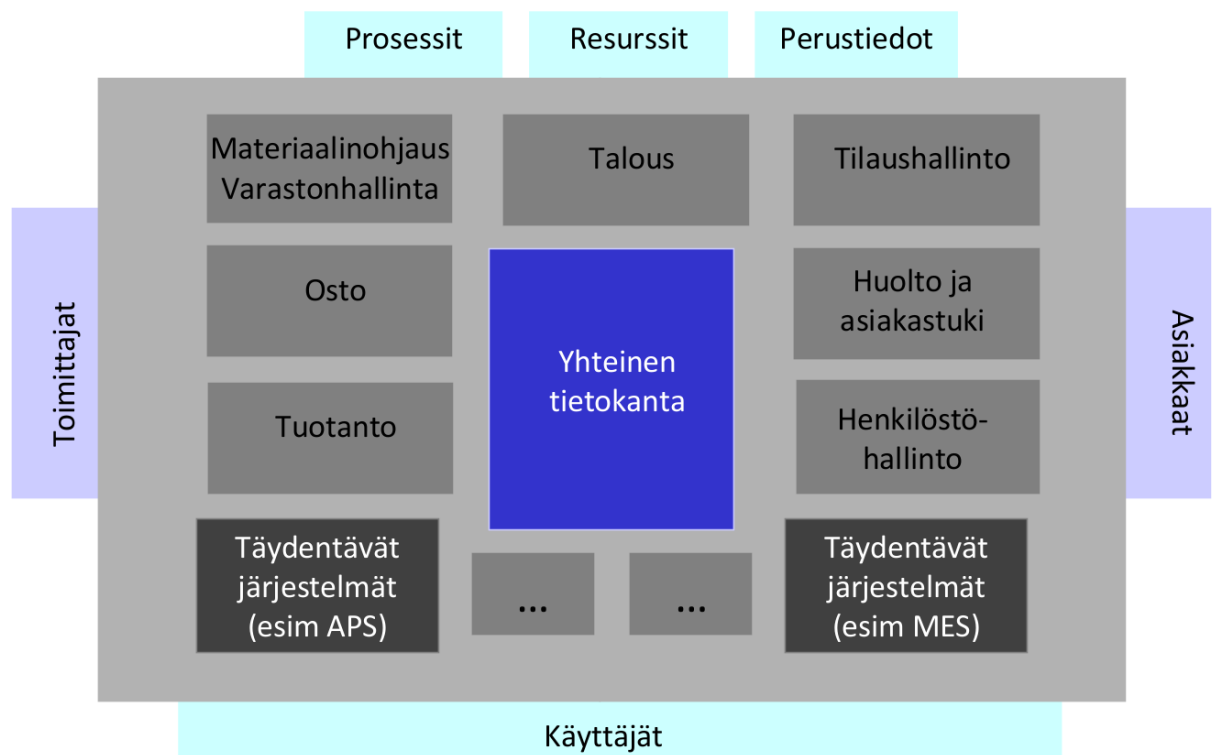 Prosessit
Resurssit
Perustiedot
Materiaalinohjaus
Varastonhallinta
Talous
Tilaushallinto
Toimittajat
Osto
Yhteinen
tietokanta
Huolto ja
asiakastuki
Asiakkaat
Tuotanto
Henkilöstö-
hallinto
Täydentävät
järjestelmät
(esim APS)
...
...
Täydentävät
järjestelmät
(esim MES)
Käyttäjät